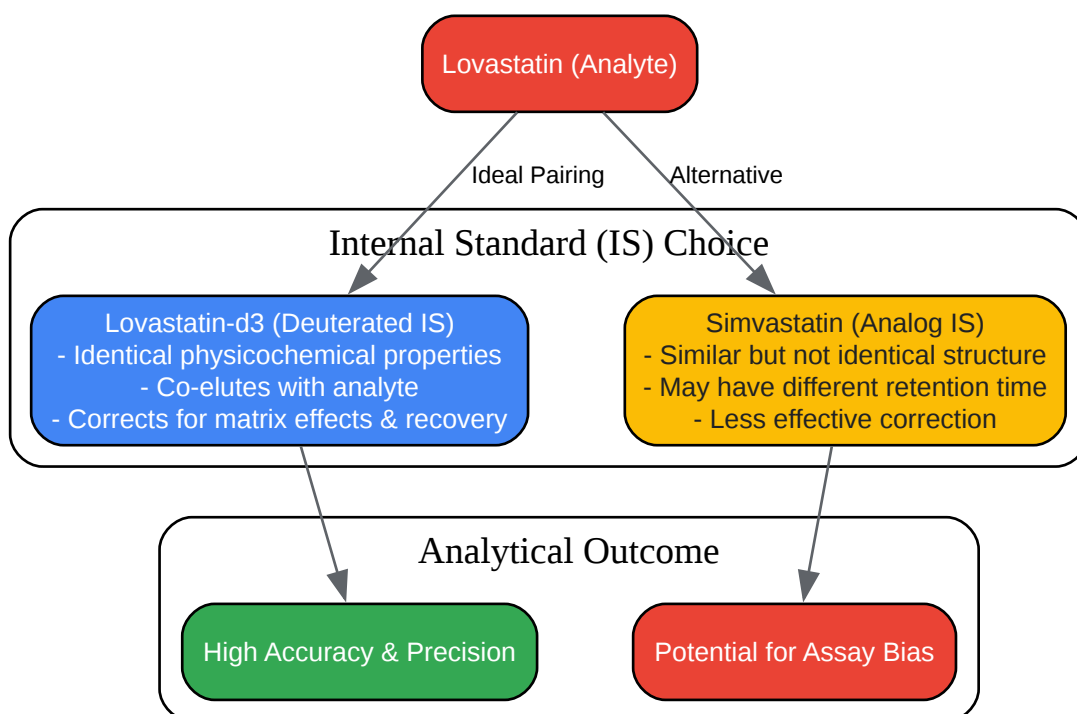 Lovastatin (Analyte)
Ideal Pairing
Alternative
Internal Standard (IS) Choice
Lovastatin-d3 (Deuterated IS)
- Identical physicochemical properties
- Co-elutes with analyte
- Corrects for matrix effects & recovery
Simvastatin (Analog IS)
- Similar but not identical structure
- May have different retention time
- Less effective correction
Analytical Outcome
High Accuracy & Precision
Potential for Assay Bias